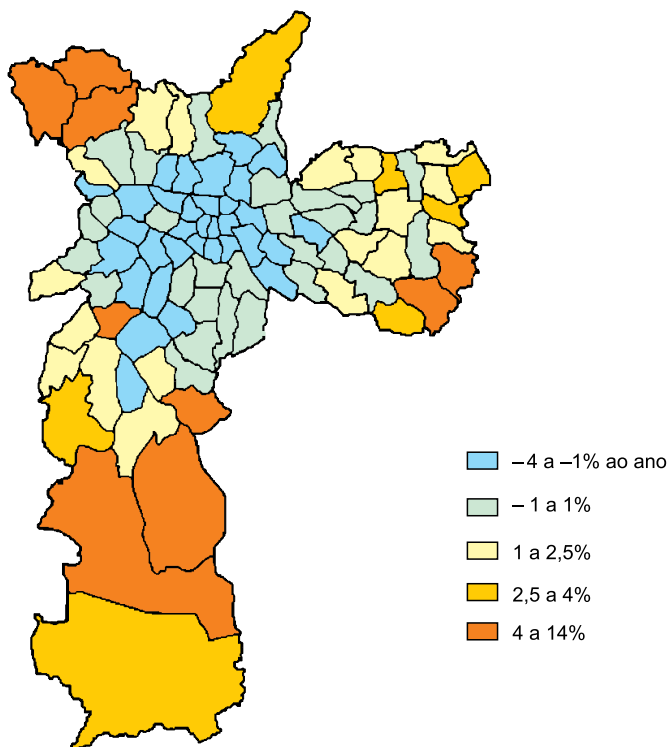 –4 a –1% ao ano
– 1 a 1%
1 a 2,5%
2,5 a 4%
4 a 14%